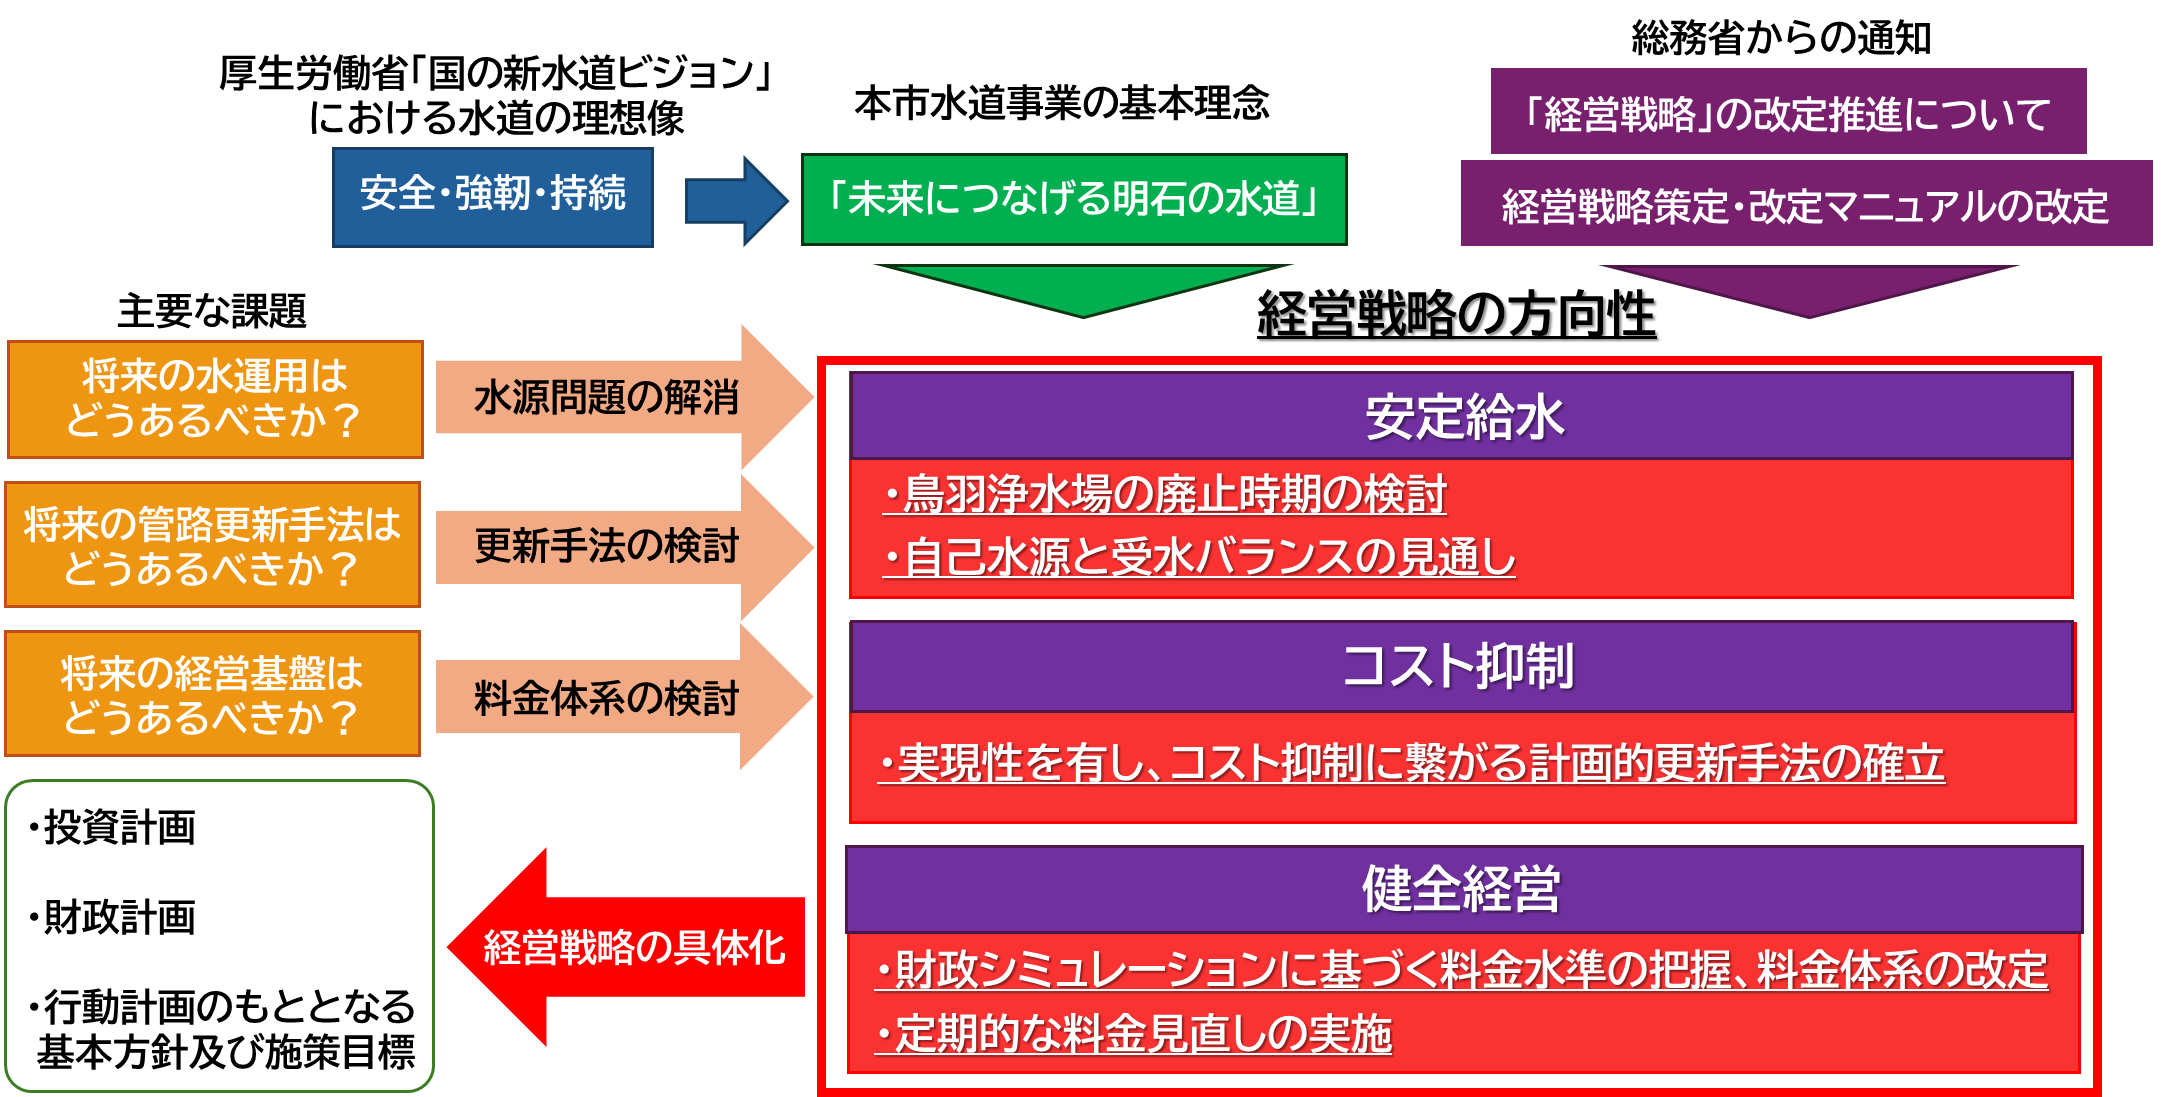 厚生労働省「国の新水道ビジョン」
における水道の理想像
安全・強靭・持続
本市水道事業の基本理念
「未来につなげる明石の水道」
総務省からの通知
「経営戦略」の改定推進について
経営戦略策定・改定マニュアルの改定
主要な課題
将来の水運用は
どうあるべきか？
水源問題の解消
将来の管路更新手法は
どうあるべきか？
更新手法の検討
将来の経営基盤は
どうあるべきか？
料金体系の検討
経営戦略の方向性
安定給水
・鳥羽浄水場の廃止時期の検討
・自己水源と受水バランスの見通し
コスト抑制
・実現性を有し、コスト抑制に繋がる計画的更新手法の確立
健全経営
・財政シミュレーションに基づく料金水準の把握、料金体系の改定
・定期的な料金見直しの実施
経営戦略の具体化
・投資計画
・財政計画
・行動計画のもととなる
基本方針及び施策目標